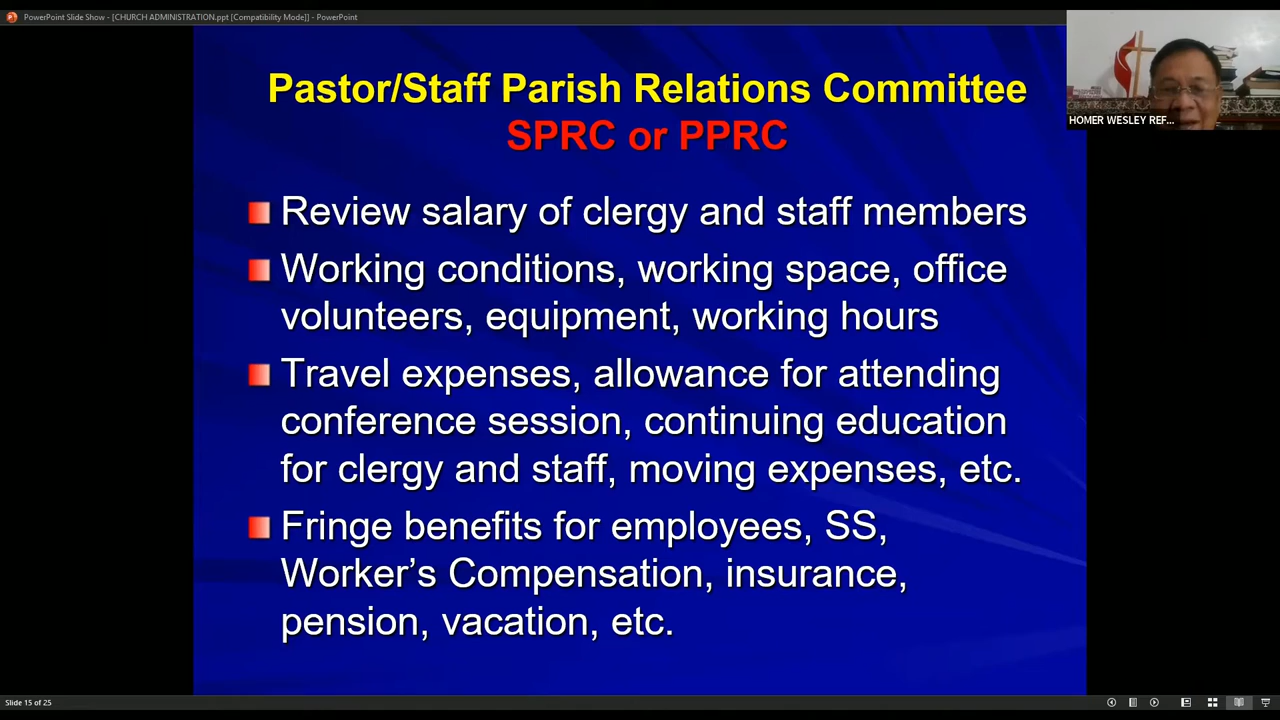 PowerPoint Slide Show - [CHURCH ADMINISTRATION.ppt [Compatibility Mode]] - PowerPoint
Pastor/Staff Parish Relations Committee
SPRC or PPRC
HOMER WESLEY REF...
Review salary of clergy and staff members
Working conditions, working space, office
volunteers, equipment, working hours
Travel expenses, allowance for attending
conference session, continuing education
for clergy and staff, moving expenses, etc.
Fringe benefits for employees, SS,
Worker’s Compensation, insurance,
pension, vacation, etc.
Slide 15 of 25